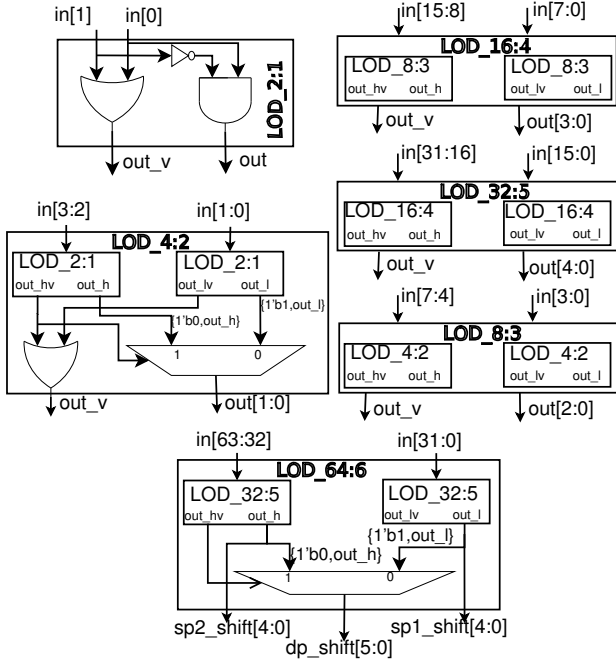 in[1] in[0]
LOD_2:1
out_v out
in[3:2] in[1:0]
LOD_4:2
LOD_2:1 LOD_2:1
out_hv out_h out_lv out_l
{1'b0,out_h} {1'b1,out_l}
1 0
out_v out[1:0]
in[15:8] in[7:0]
LOD_16:4
LOD_8:3 LOD_8:3
out_hv out_h out_lv out_l
out_v out[3:0]
in[31:16] in[15:0]
LOD_32:5
LOD_16:4 LOD_16:4
out_hv out_h out_lv out_l
out_v out[4:0]
in[7:4] in[3:0]
LOD_8:3
LOD_4:2 LOD_4:2
out_hv out_h out_lv out_l
out_v out[2:0]
in[63:32] in[31:0]
LOD_64:6
LOD_32:5 LOD_32:5
out_hv out_h out_lv out_l
{1'b0,out_h} {1'b1,out_l}
1 0
sp2_shift[4:0] dp_shift[5:0] sp1_shift[4:0]